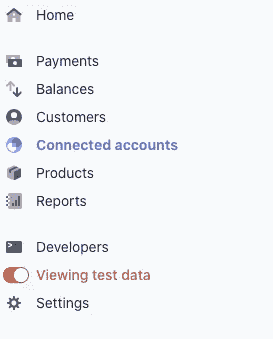 Home
Payments
Balances
Customers
Connected accounts
Products
Reports
Developers
Viewing test data
Settings